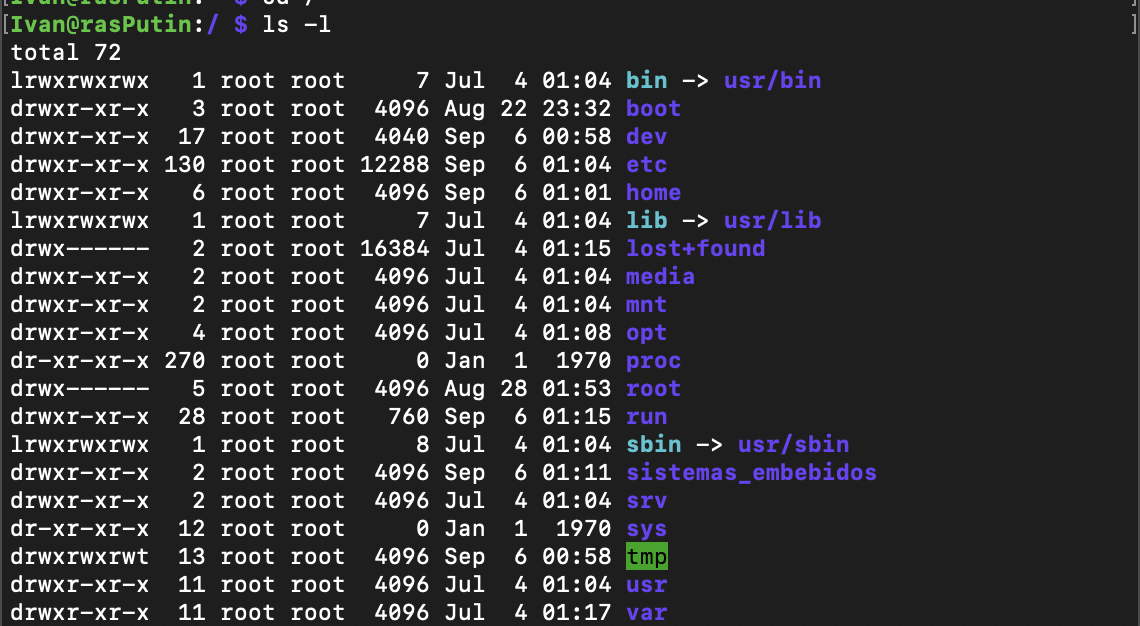 [Ivan@rasPutin:/ $ ls -l ]
total 72
lrwxrwxrwx   1 root root     7 Jul  4 01:04 bin -> usr/bin
drwxr-xr-x   3 root root  4096 Aug 22 23:32 boot
drwxr-xr-x  17 root root  4040 Sep  6 00:58 dev
drwxr-xr-x 130 root root 12288 Sep  6 01:04 etc
drwxr-xr-x   6 root root  4096 Sep  6 01:01 home
lrwxrwxrwx   1 root root     7 Jul  4 01:04 lib -> usr/lib
drwx------   2 root root 16384 Jul  4 01:15 lost+found
drwxr-xr-x   2 root root  4096 Jul  4 01:04 media
drwxr-xr-x   2 root root  4096 Jul  4 01:04 mnt
drwxr-xr-x   4 root root  4096 Jul  4 01:08 opt
dr-xr-xr-x 270 root root     0 Jan  1  1970 proc
drwx------   5 root root  4096 Aug 28 01:53 root
drwxr-xr-x  28 root root   760 Sep  6 01:15 run
lrwxrwxrwx   1 root root     8 Jul  4 01:04 sbin -> usr/sbin
drwxr-xr-x   2 root root  4096 Sep  6 01:11 sistemas_embebidos
drwxr-xr-x   2 root root  4096 Jul  4 01:04 srv
dr-xr-xr-x  12 root root     0 Jan  1  1970 sys
drwxrwxrwt  13 root root  4096 Sep  6 00:58 tmp
drwxr-xr-x  11 root root  4096 Jul  4 01:04 usr
drwxr-xr-x  11 root root  4096 Jul  4 01:17 var